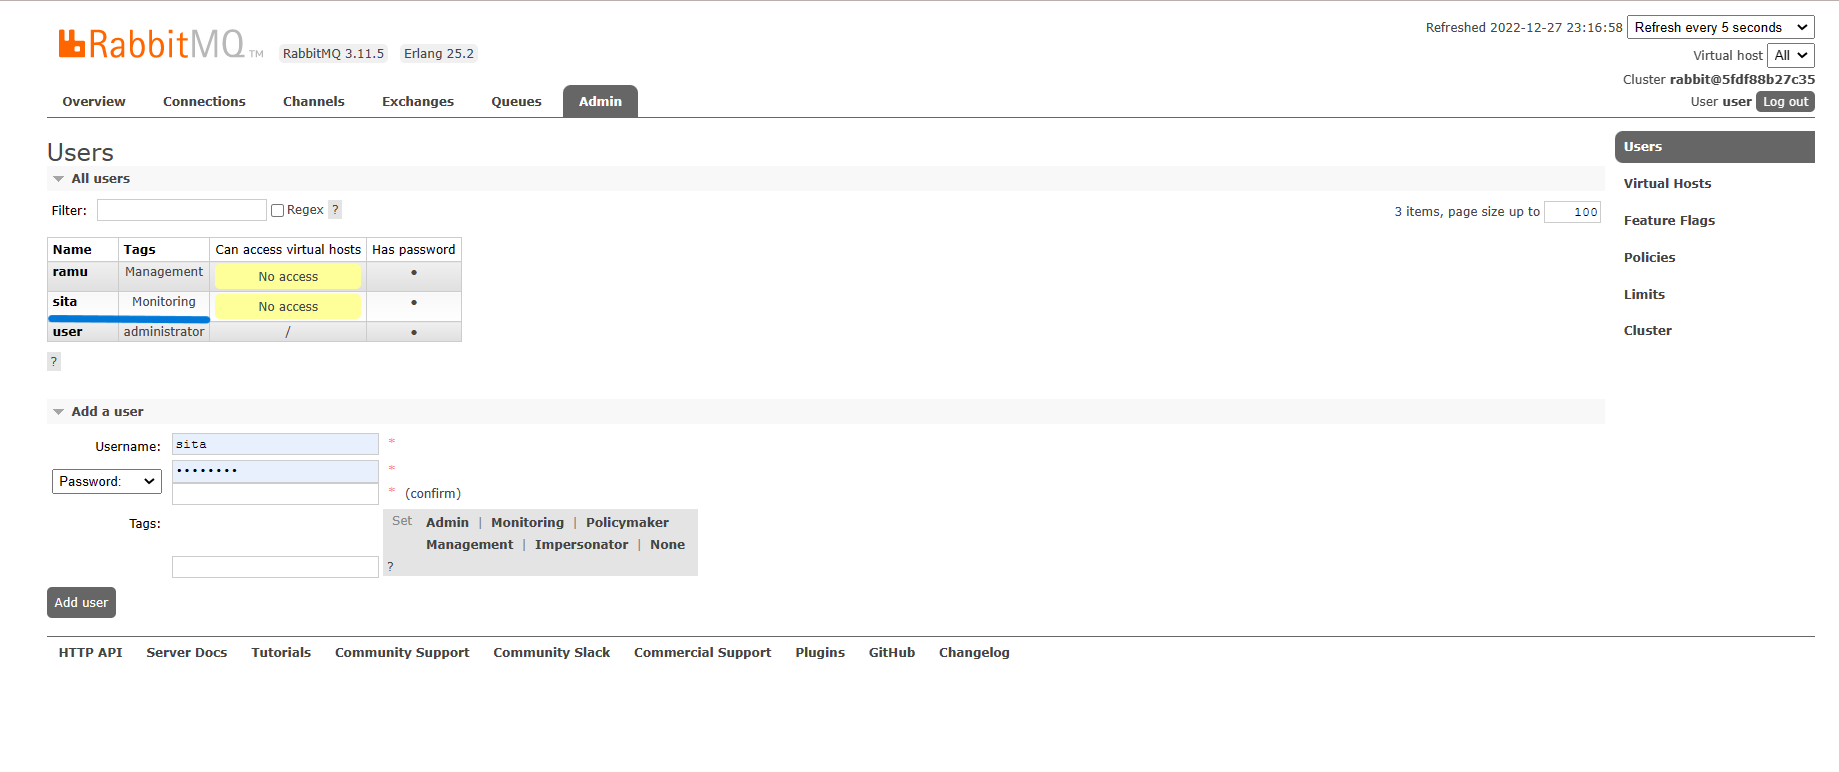 RabbitMQ TM RabbitMQ 3.11.5 Erlang 25.2
Refreshed 2022-12-27 23:16:58 Refresh every 5 seconds
Virtual host All
Cluster rabbit@5fdf88b27c35
User user Log out
Overview Connections Channels Exchanges Queues Admin
Users
All users
Filter: Regex ?
3 items, page size up to 100
Name Tags Can access virtual hosts Has password
ramu Management No access •
sita Monitoring No access •
user administrator / •
?
Add a user
Username: sita *
Password: •••••••• *
* (confirm)
Tags: Set Admin | Monitoring | Policymaker
Management | Impersonator | None
?
Add user
Users
Virtual Hosts
Feature Flags
Policies
Limits
Cluster
HTTP API Server Docs Tutorials Community Support Community Slack Commercial Support Plugins GitHub Changelog